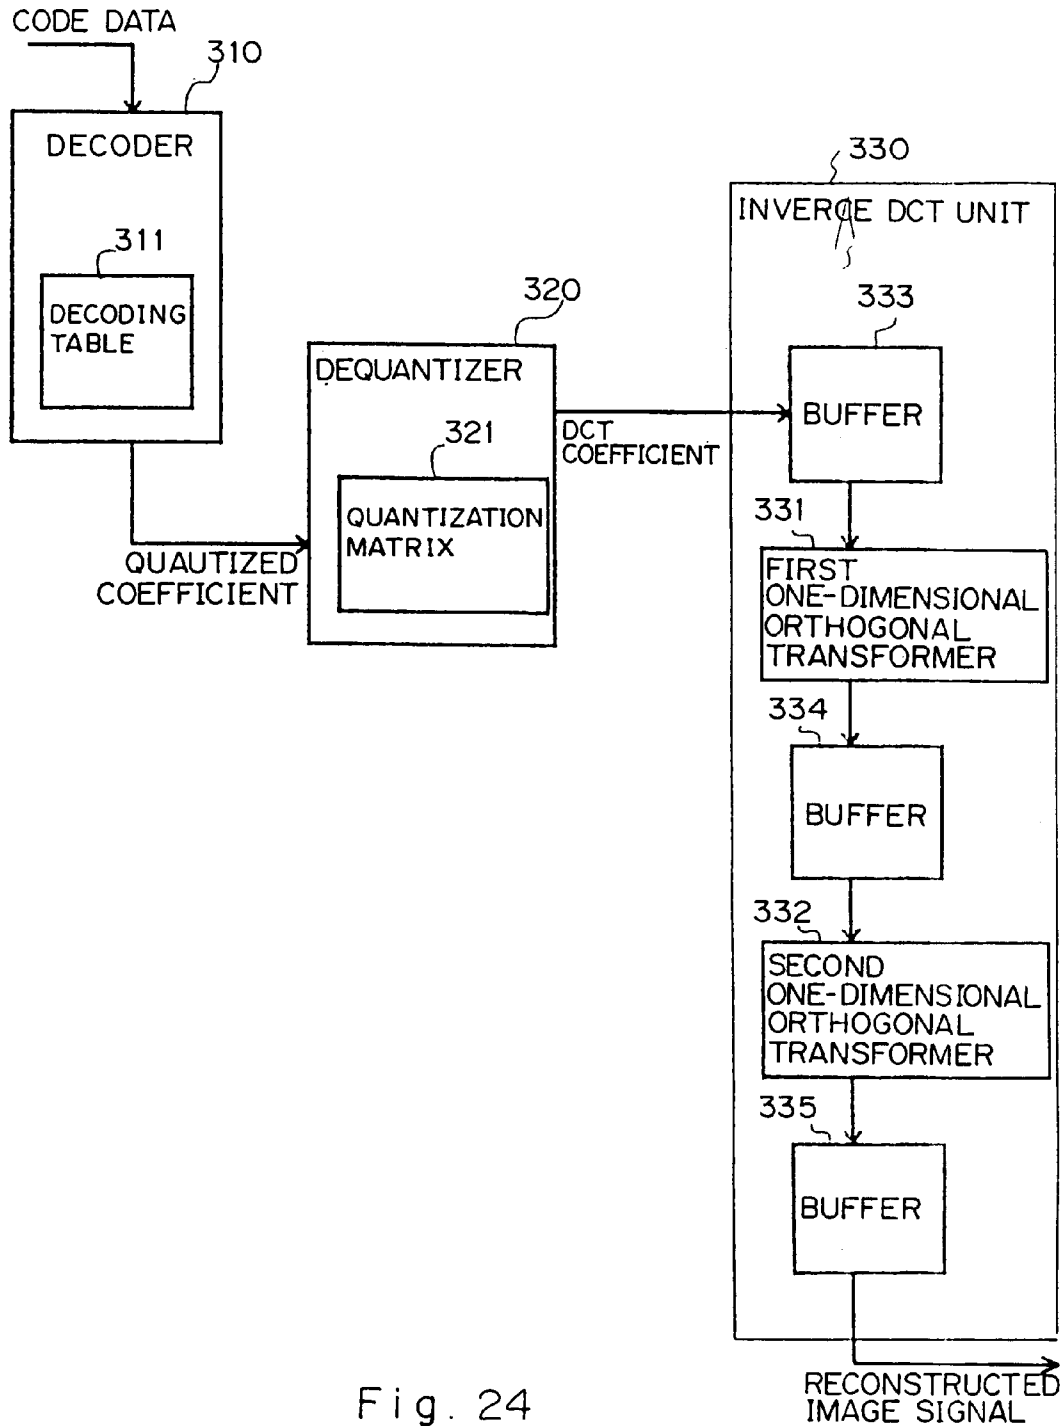 CODE DATA
310
DECODER
311
DECODING
TABLE
QUAUTIZED
COEFFICIENT
320
DEQUANTIZER
321
QUANTIZATION
MATRIX
DCT
COEFFICIENT
330
INVERCE DCT UNIT
333
BUFFER
331
FIRST
ONE-DIMENSIONAL
ORTHOGONAL
TRANSFORMER
334
BUFFER
332
SECOND
ONE-DIMENSIONAL
ORTHOGONAL
TRANSFORMER
335
BUFFER
RECONSTRUCTED
IMAGE SIGNAL
Fig. 24